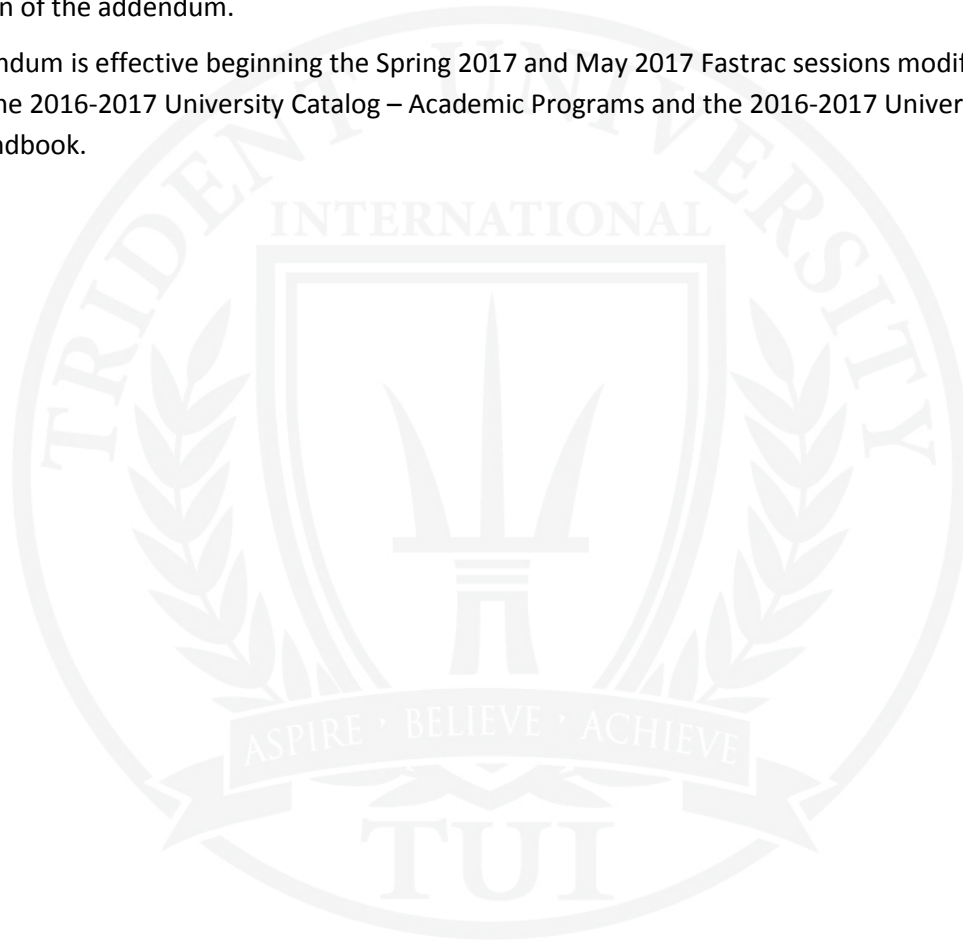 n of the addendum.
ndum is effective beginning the Spring 2017 and May 2017 Fastrac sessions modif
he 2016-2017 University Catalog – Academic Programs and the 2016-2017 Univer
ndbook.
TRIDENT UNIVERSITY
INTERNATIONAL
ASPIRE · BELIEVE · ACHIEVE
TUI